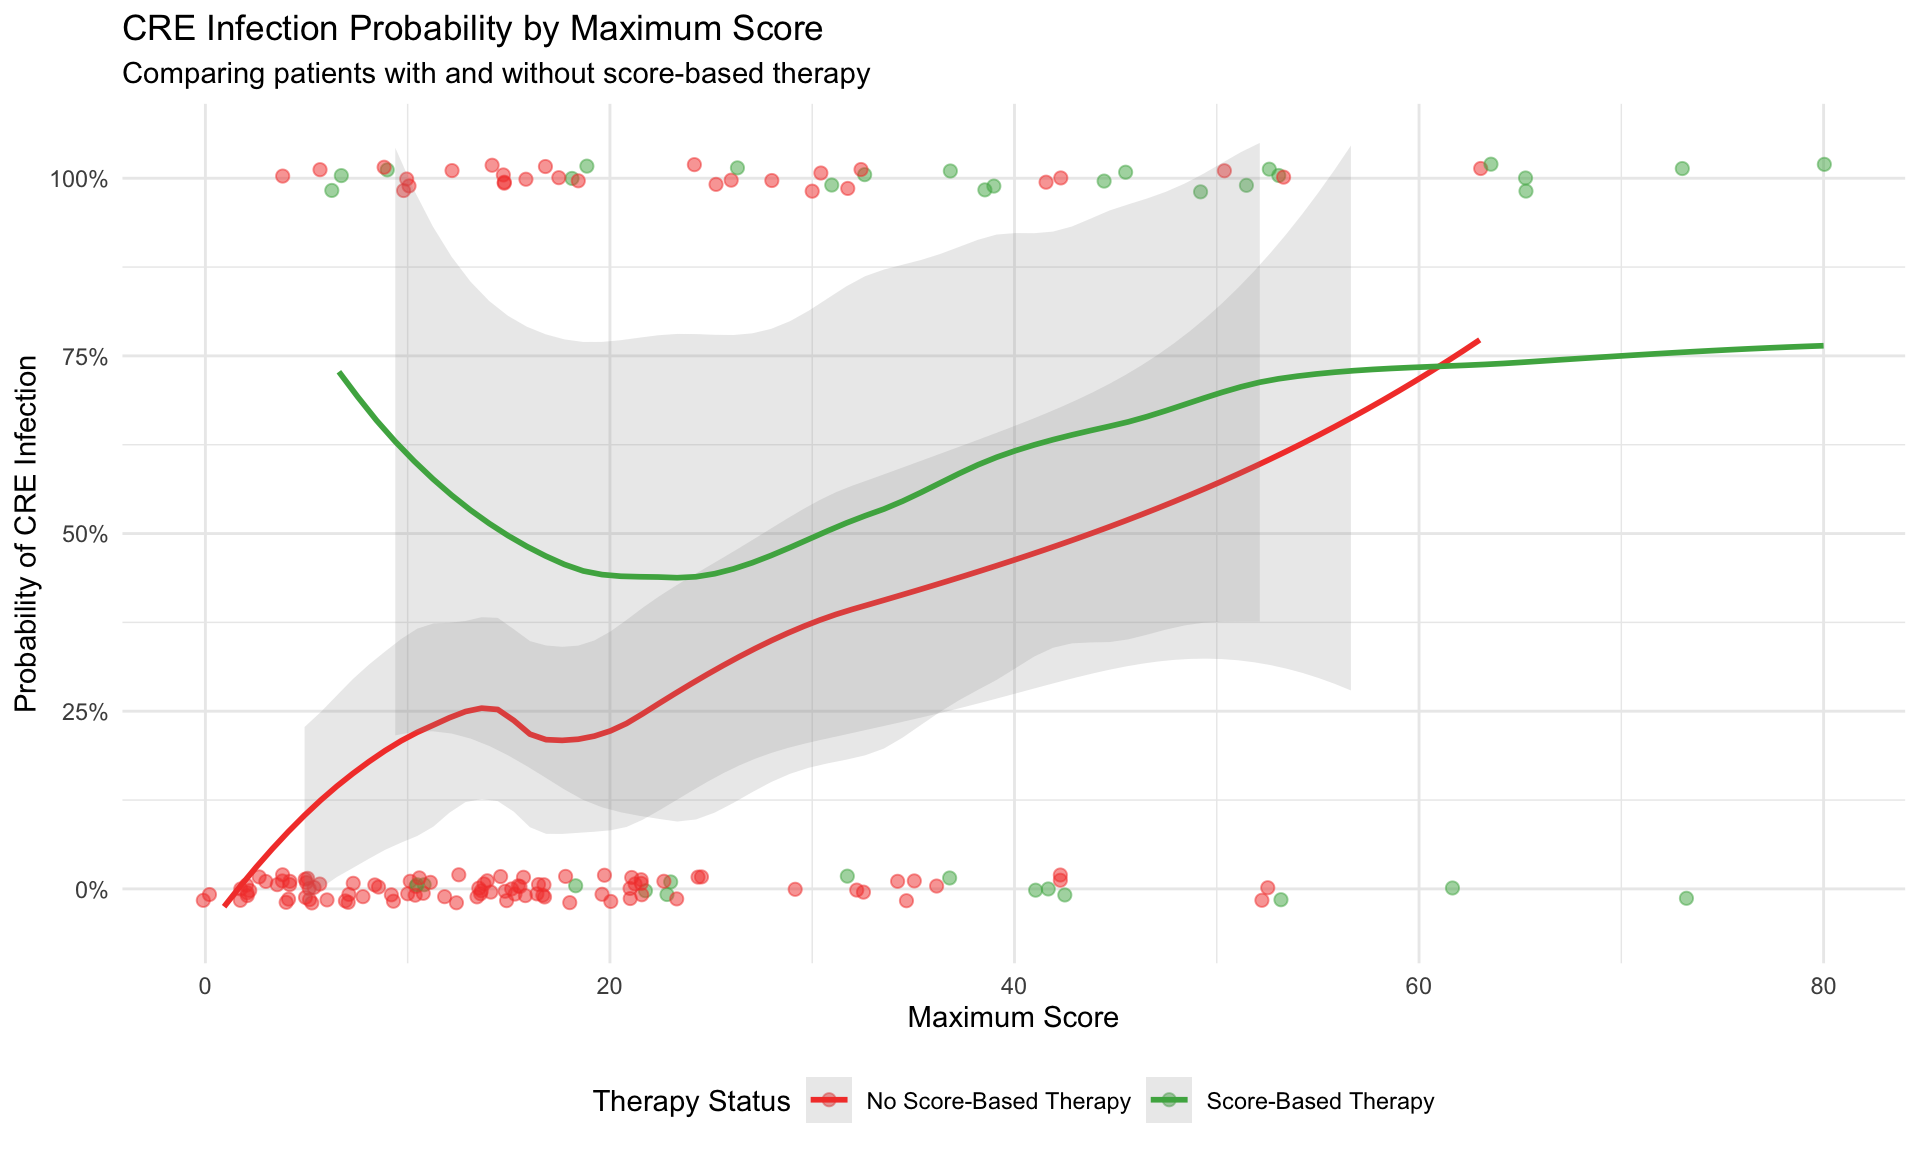 CRE Infection Probability by Maximum Score
Comparing patients with and without score-based therapy
Probability of CRE Infection
100%
75%
50%
25%
0%
0 20 40 60 80
Maximum Score
Therapy Status No Score-Based Therapy Score-Based Therapy